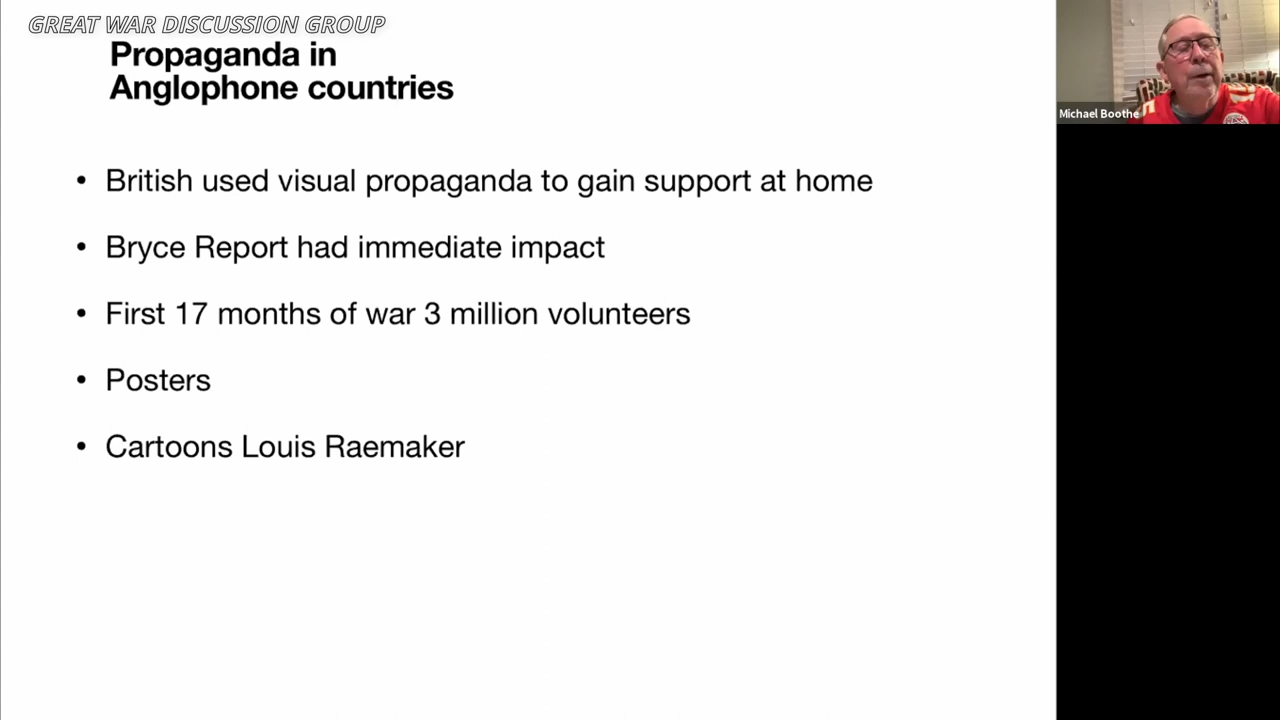 GREAT WAR DISCUSSION GROUP
Propaganda in
Anglophone countries
• British used visual propaganda to gain support at home
• Bryce Report had immediate impact
• First 17 months of war 3 million volunteers
• Posters
• Cartoons Louis Raemaker
Michael Boothe